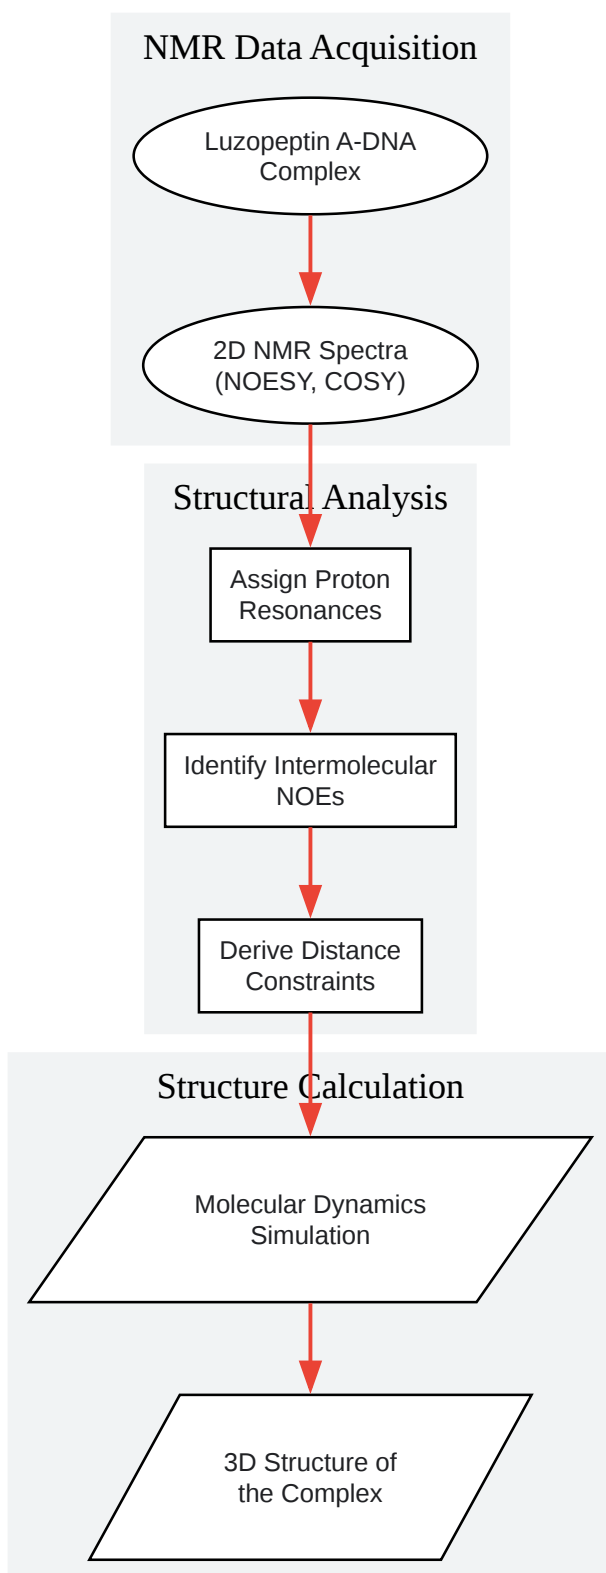 NMR Data Acquisition
Luzopeptin A-DNA
Complex
2D NMR Spectra
(NOESY, COSY)
Structural Analysis
Assign Proton
Resonances
Identify Intermolecular
NOEs
Derive Distance
Constraints
Structure Calculation
Molecular Dynamics
Simulation
3D Structure of
the Complex